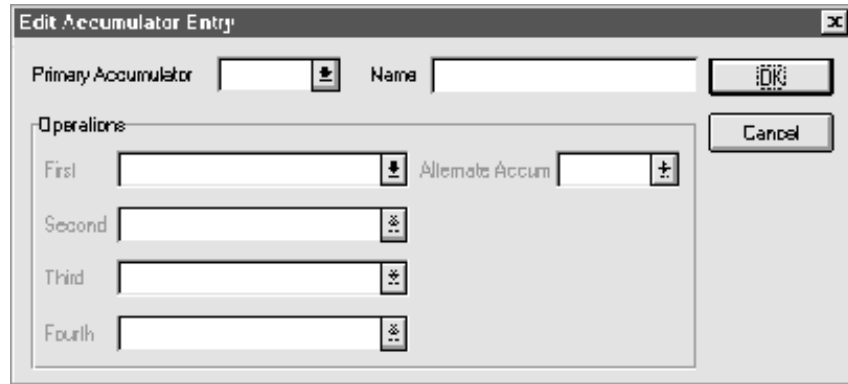 Edit Accumulator Entry
Primary Accumulator
Name
OK
Operations
Cancel
First
Alternate Accum
Second
Third
Fourth